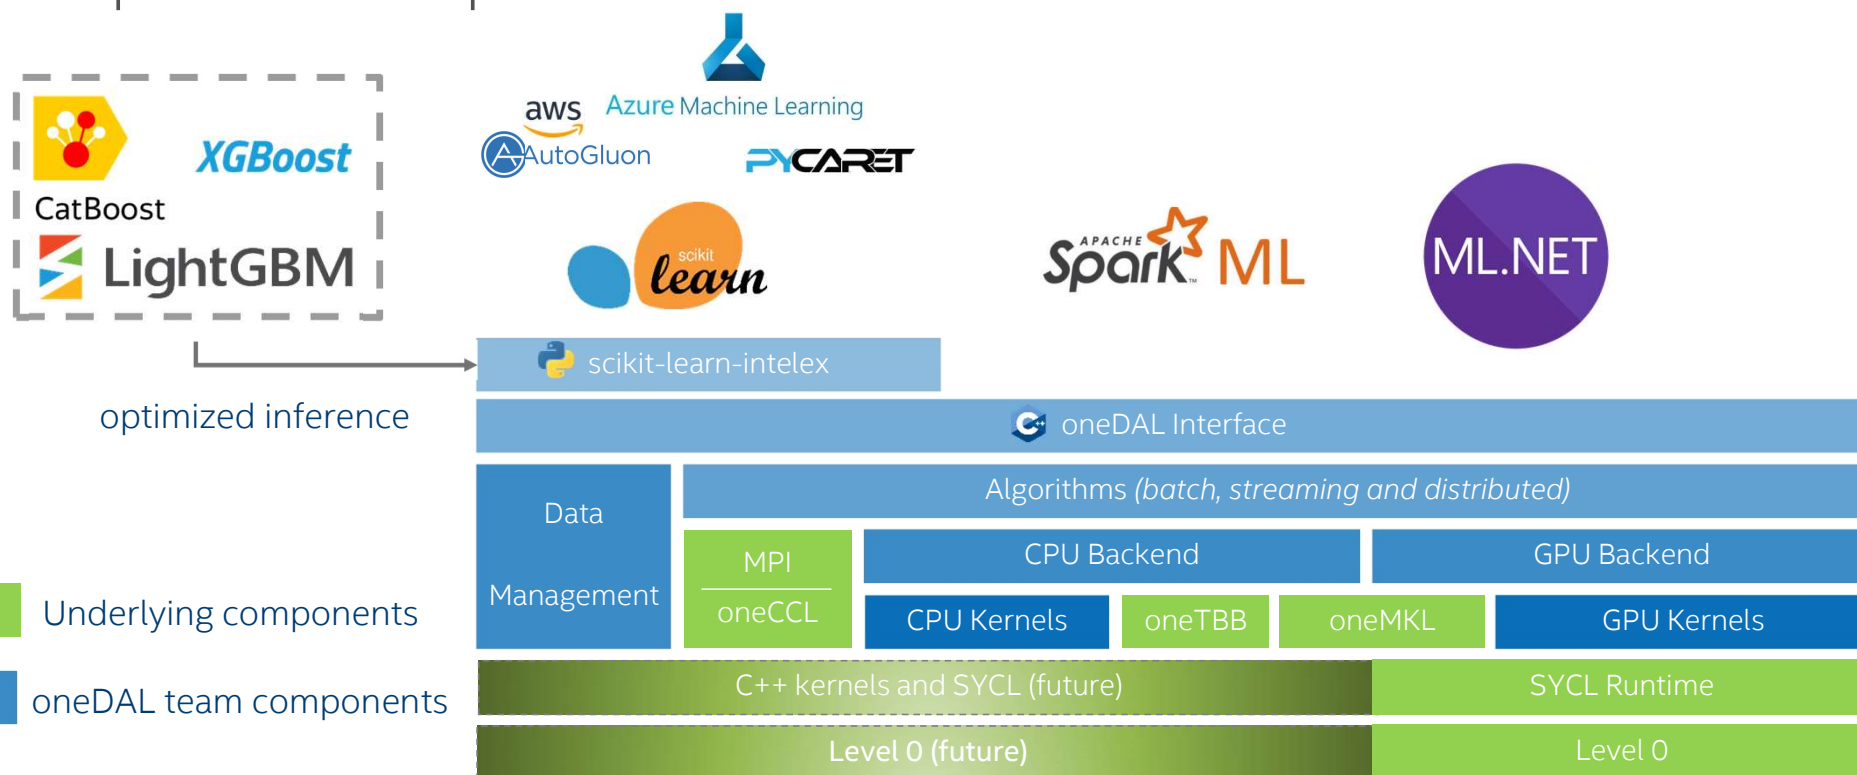 CatBoost
XGBoost
LightGBM
optimized inference
Underlying components
oneDAL team components
Azure Machine Learning
aws
AutoGluon
PYCARET
scikit
learn
APACHE
Spark™ ML
ML.NET
scikit-learn-intelex
C++ oneDAL Interface
Data
Management
Algorithms (batch, streaming and distributed)
MPI
oneCCL
CPU Backend
GPU Backend
CPU Kernels
oneTBB
oneMKL
GPU Kernels
C++ kernels and SYCL (future)
SYCL Runtime
Level 0 (future)
Level 0